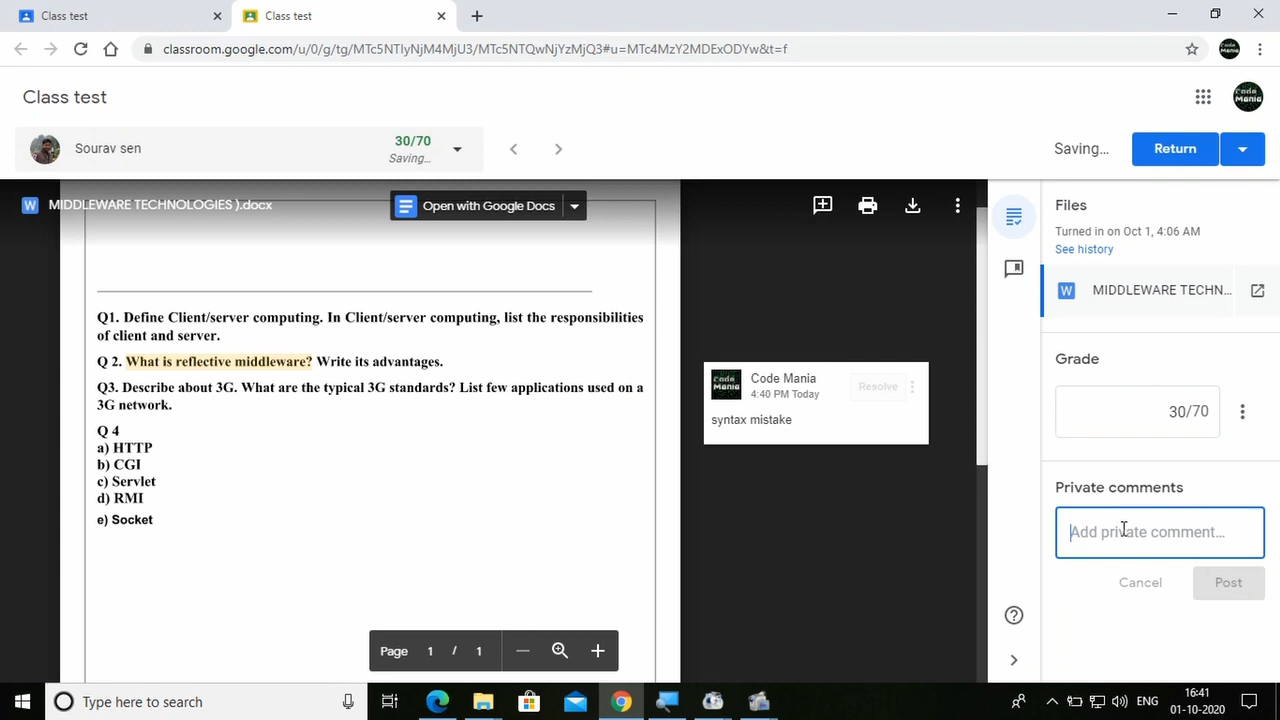 Class test
Class test
classroom.google.com/u/0/g/tg/MTc5NTIyNjM4MjU3/MTc5NTQwNjYzMjQ3#u=MTc4MzY2MDExODYw&t=f
Class test
Sourav sen
30/70
Saving...
Saving...
Return
MIDDLEWARE TECHNOLOGIES ).docx
Open with Google Docs
Q1. Define Client/server computing. In Client/server computing, list the responsibilities
of client and server.
Q 2. What is reflective middleware? Write its advantages.
Q3. Describe about 3G. What are the typical 3G standards? List few applications used on a
3G network.
Q 4
a) HTTP
b) CGI
c) Servlet
d) RMI
e) Socket
Code Mania
4:40 PM Today
Resolve
syntax mistake
Page 1 / 1
Files
Turned in on Oct 1, 4:06 AM
See history
MIDDLEWARE TECHN...
Grade
30/70
Private comments
Add private comment...
Cancel
Post
Type here to search
ENG
16:41
01-10-2020